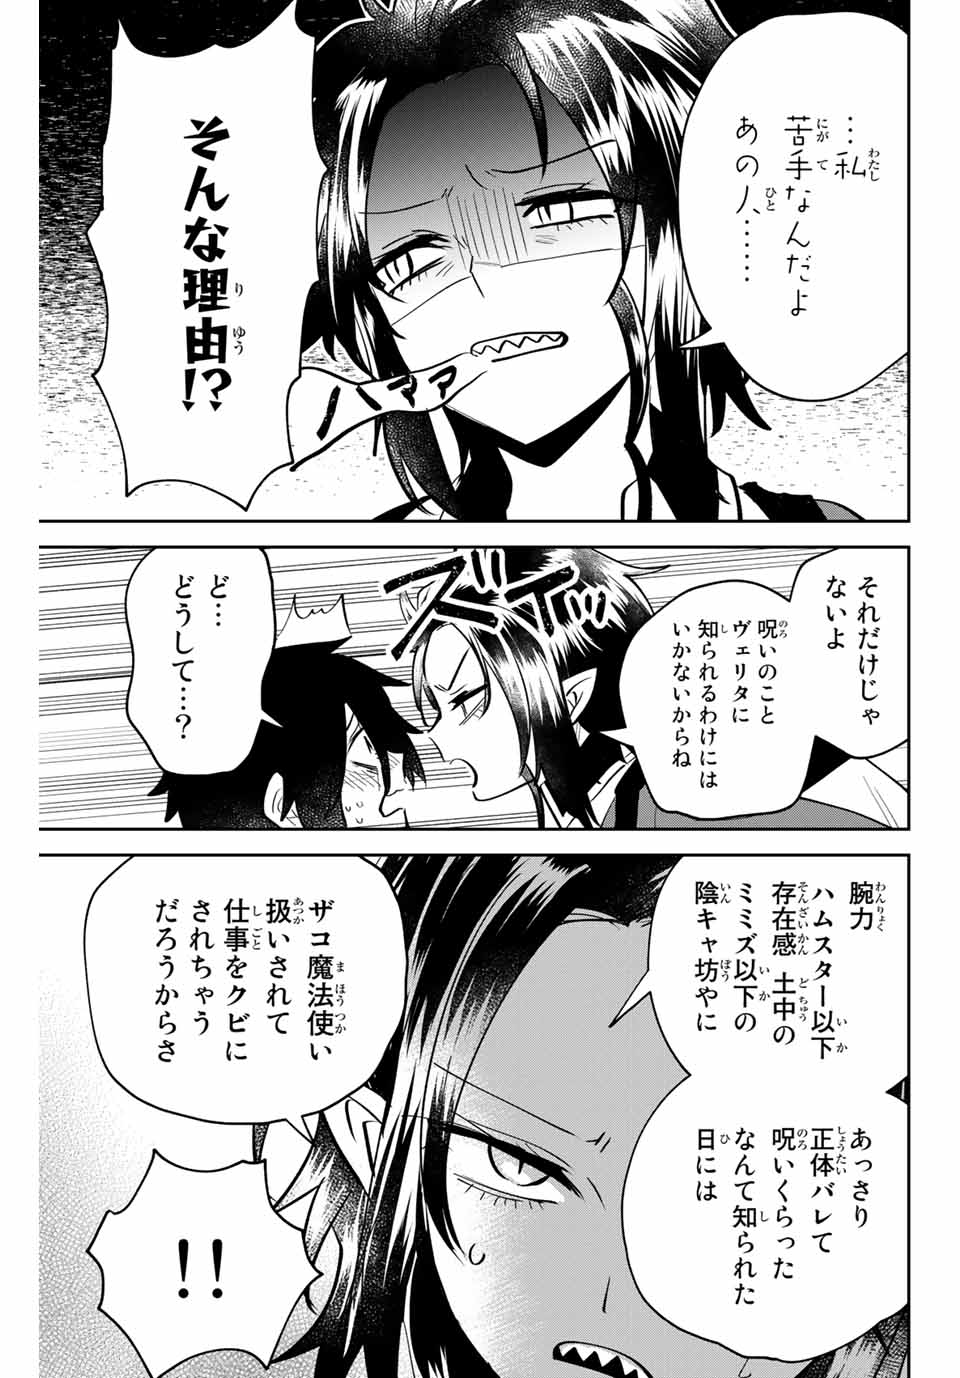 …私
苦手なんだよ
あの人、……
ハァァァ
そんな理由!?
それだけじゃ
ないよ
呪いのこと
ヴェリタに
知られるわけには
いかないからね
ズイッ
ど…
どうして…?
腕力
ハムスター以下
存在感 土中の
ミミズ以下の
陰キャ坊やに
あっさり
正体バレて
呪いくらった
なんて知られた
日には
ザコ魔法使い
扱いされて
仕事をクビに
されちゃう
だろうからさ
!!